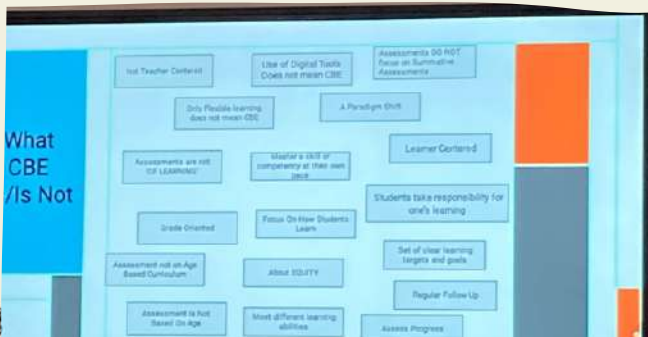 What
CBE
/Is Not
Not Teacher Centered
Use of Digital Tools
Does not mean CBE
Assessments DO NOT
Focus on Summative
Assessments
Only Flexible learning
does not mean CBE
A Paradigm Shift
Assessments are not
'OF LEARNING'
Master a skill or
competency at their own
pace
Learner Centered
Students take responsibility for
one's learning
Grade Oriented
Focus On How Students
Learn
Set of clear learning
targets and goals
Assessment not on Age
Based Curriculum
About EQUITY
Regular Follow Up
Assessment Is Not
Based On Age
Meet different learning
abilities
Assess Progress